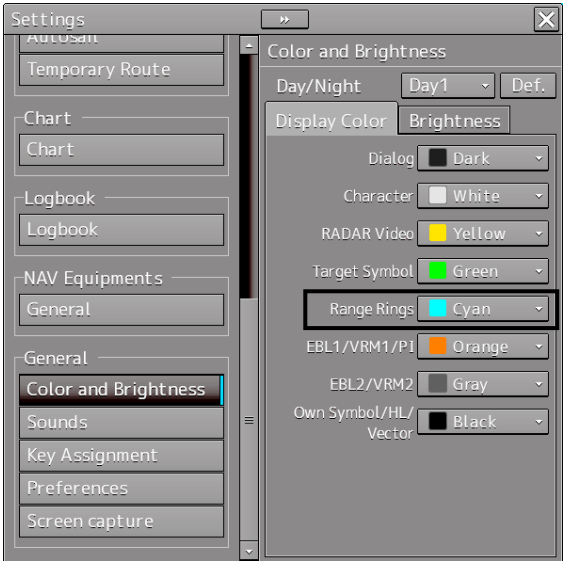 Settings
Autosail
Temporary Route
Chart
Chart
Logbook
Logbook
NAV Equipments
General
General
Color and Brightness
Sounds
Key Assignment
Preferences
Screen capture
Color and Brightness
Day/Night Day1 Def.
Display Color Brightness
Dialog Dark
Character White
RADAR Video Yellow
Target Symbol Green
Range Rings Cyan
EBL1/VRM1/PI Orange
EBL2/VRM2 Gray
Own Symbol/HL/
Vector Black